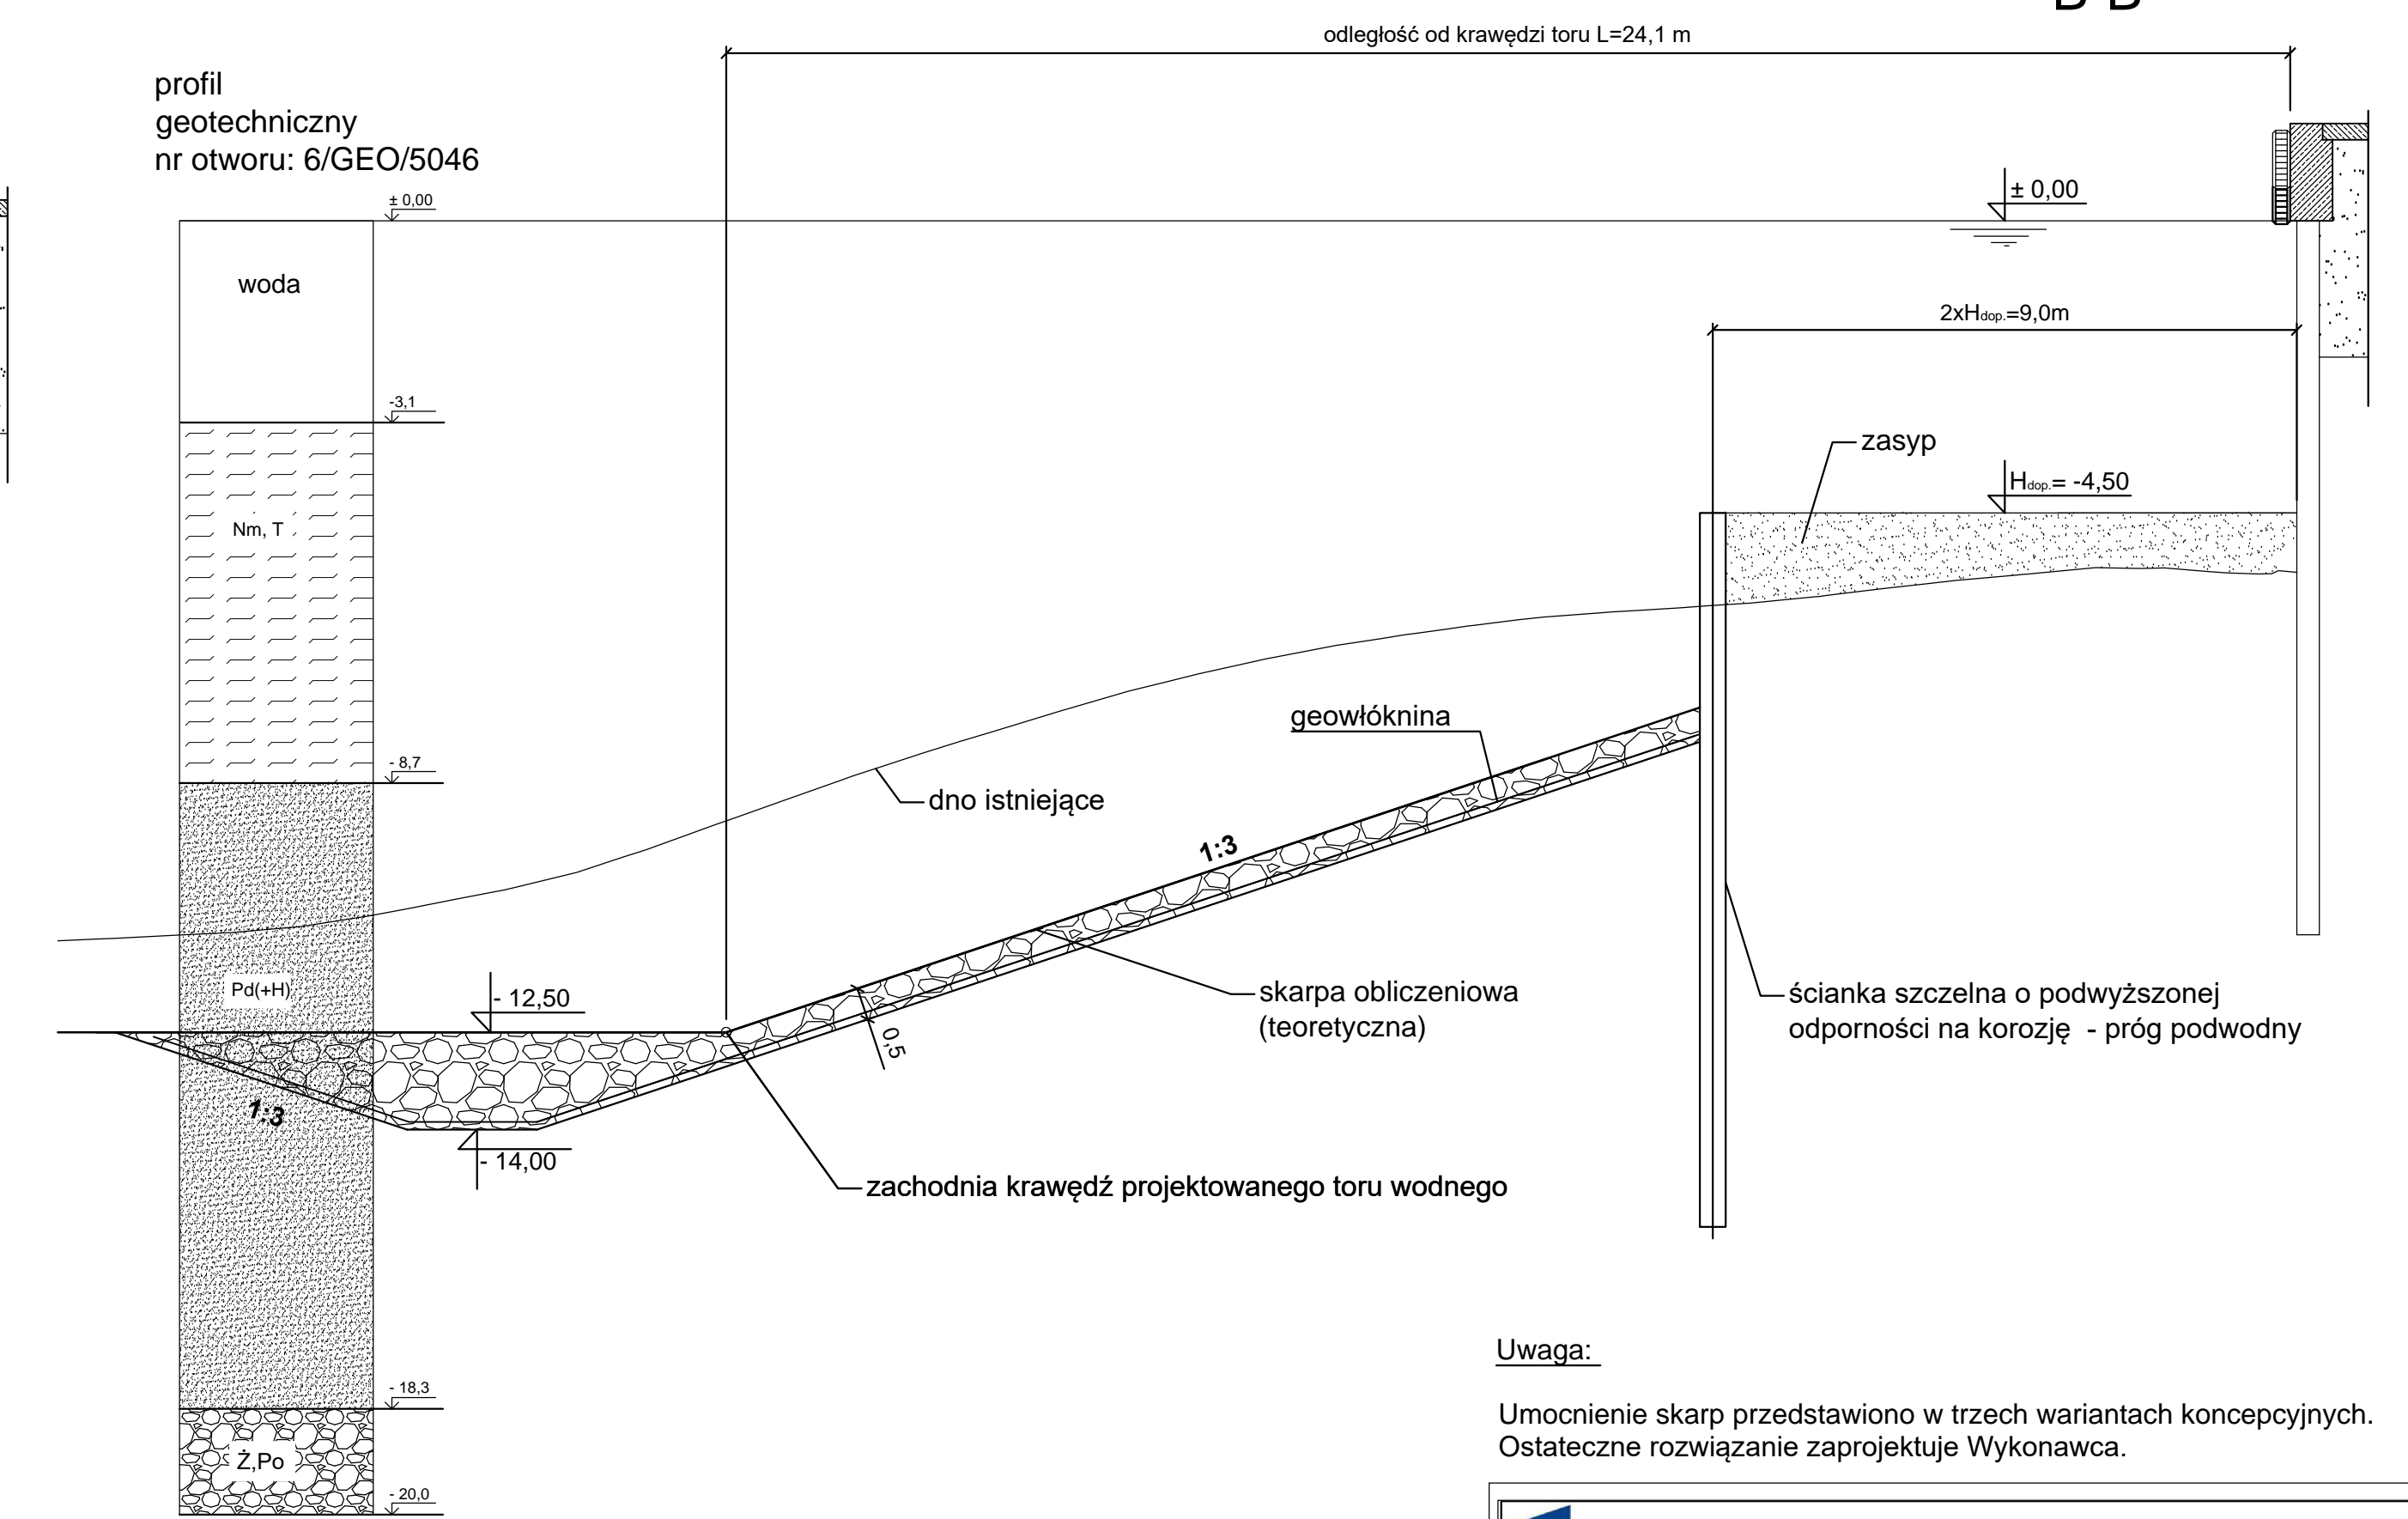 odległość od krawędzi toru L=24,1 m
profil
geotechniczny
nr otworu: 6/GEO/5046
± 0,00
± 0,00
woda
2xHdop.=9,0m
-3,1
zasyp
Hdop.= -4,50
Nm, T
geowłóknina
- 8,7
dno istniejące
1:3
Pd(+H)
- 12,50
skarpa obliczeniowa
(teoretyczna)
ścianka szczelna o podwyższonej
odporności na korozję - próg podwodny
0,5
1:3
- 14,00
zachodnia krawędź projektowanego toru wodnego
Uwaga:
- 18,3
Umocnienie skarp przedstawiono w trzech wariantach koncepcyjnych.
Ostateczne rozwiązanie zaprojektuje Wykonawca.
Ż,Po
- 20,0